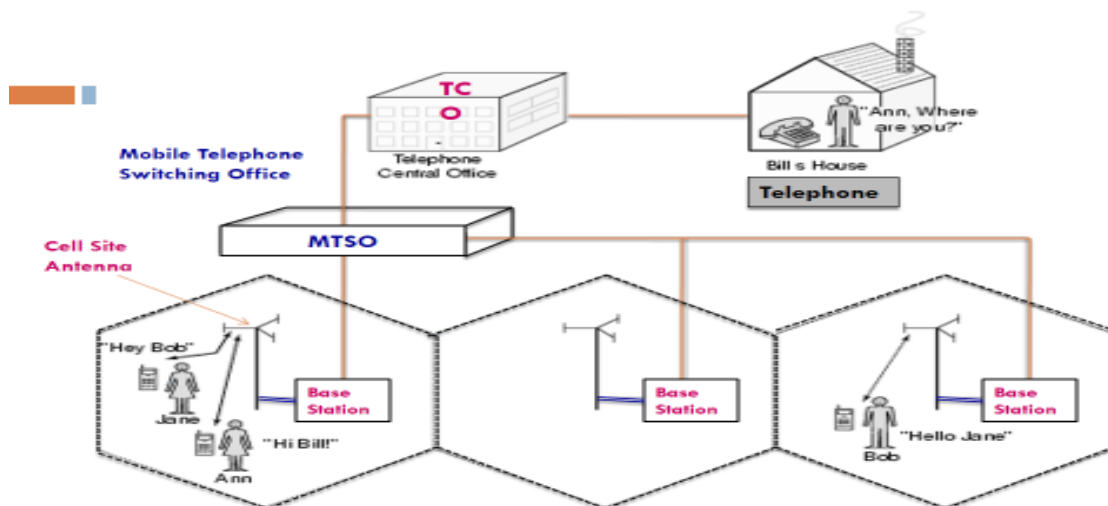 TC
O
Telephone
Central Office
"Ann, Where
are you?"
Bill s House
Telephone
Mobile Telephone
Switching Office
MTSO
Cell Site
Antenna
"Hey Bob"
Jane
"Hi Bill!"
Ann
Base
Station
Base
Station
Base
Station
"Hello Jane"
Bob